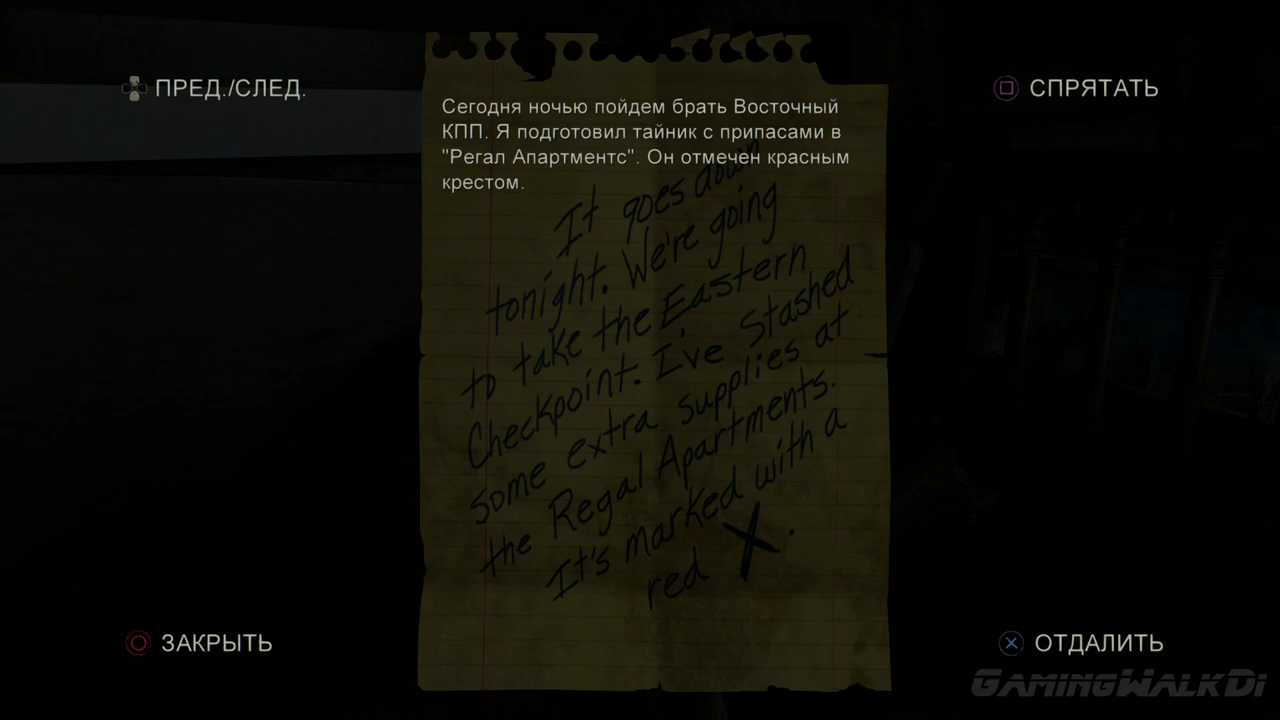 ПРЕД./СЛЕД.
СПРЯТАТЬ
Сегодня ночью пойдем брать Восточный
КПП. Я подготовил тайник с припасами в
"Регал Апартментс". Он отмечен красным
крестом.
It goes down
tonight. We're going
to take the Eastern
Checkpoint. I've Stashed
some extra supplies at
the Regal Apartments.
It's marked with a
red X.
ЗАКРЫТЬ
ОТДАЛИТЬ
GamingWalkDi